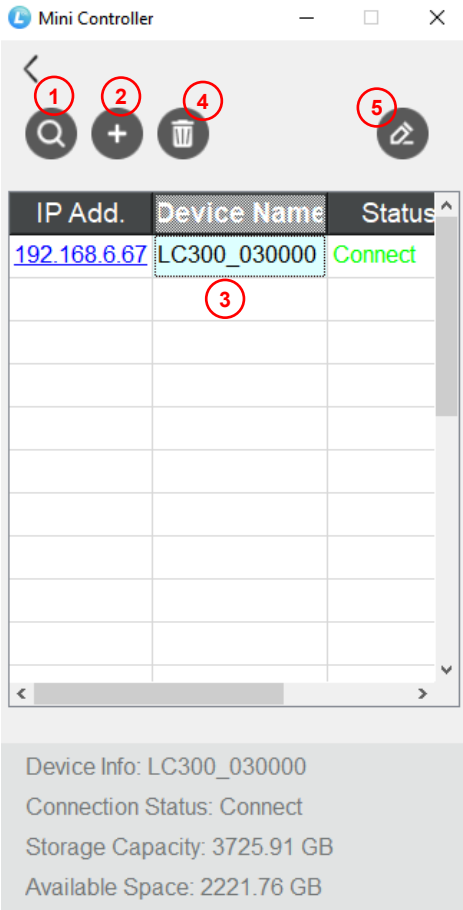 Mini Controller
1 2 4 5
IP Add. Device Name Status
192.168.6.67 LC300_030000 Connect
3
Device Info: LC300_030000
Connection Status: Connect
Storage Capacity: 3725.91 GB
Available Space: 2221.76 GB